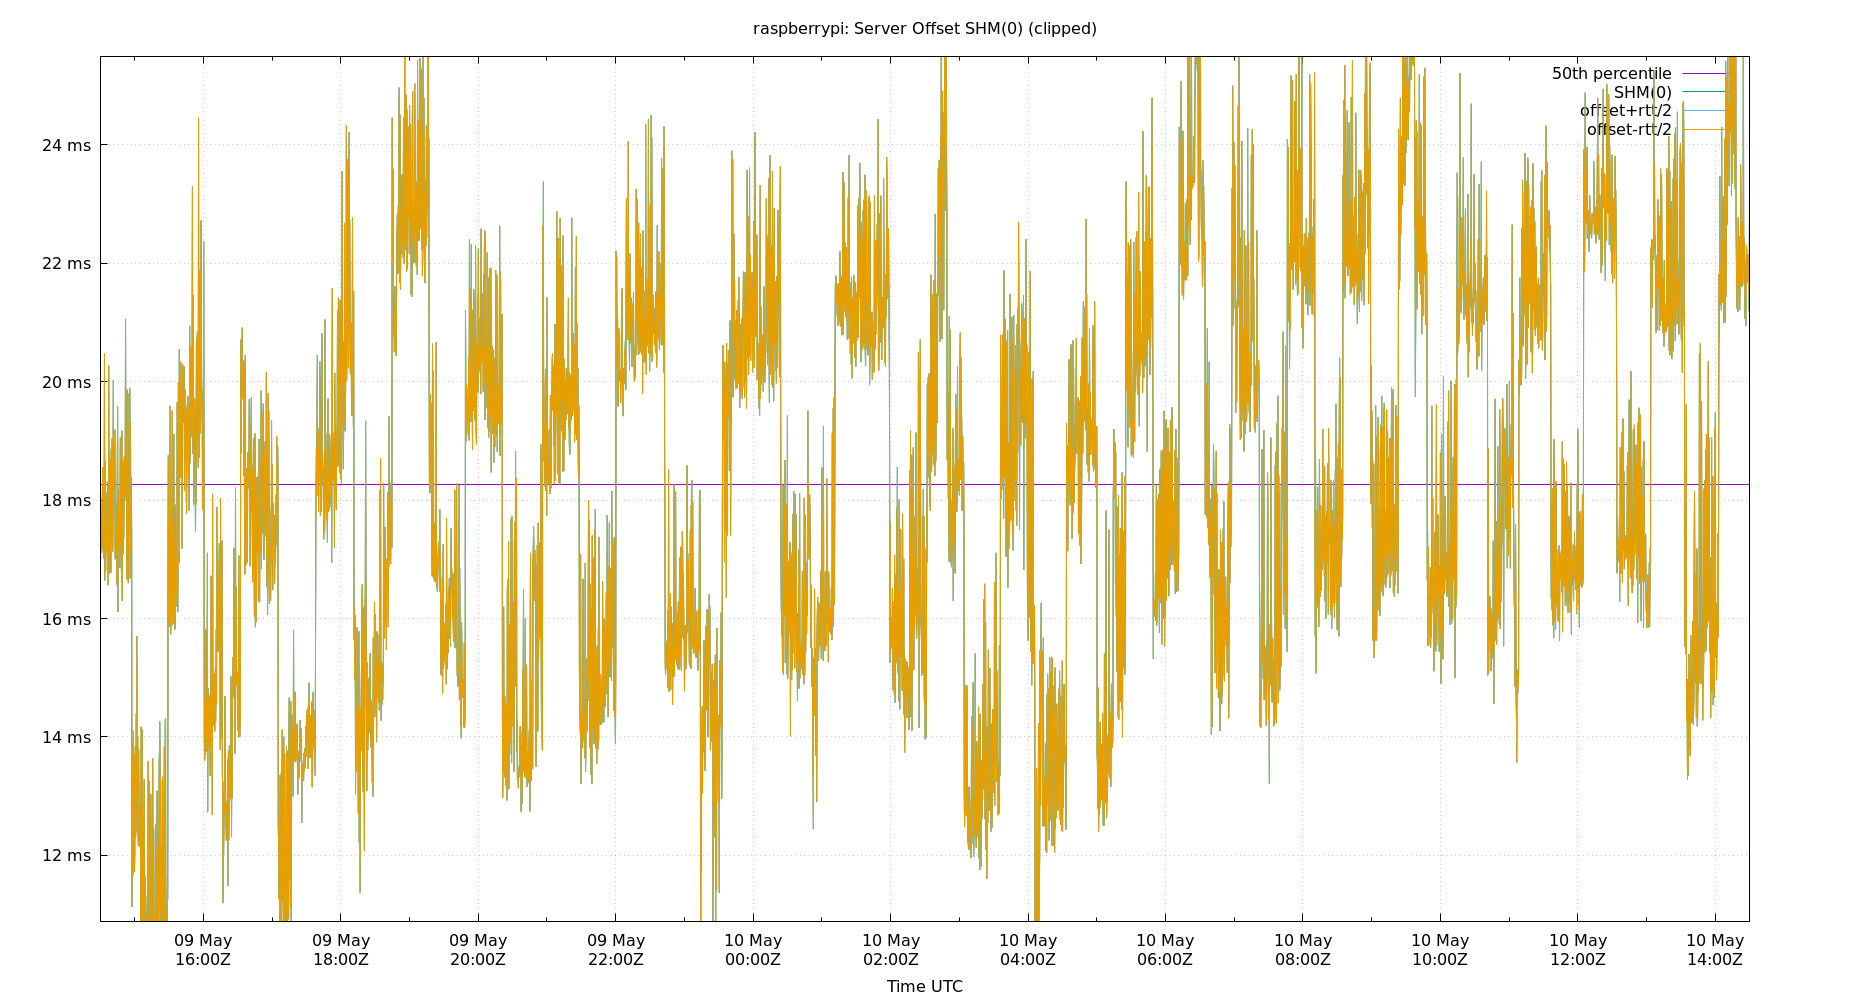 raspberrypi: Server Offset SHM(0) (clipped)
50th percentile
SHM(0)
offset+rtt/2
offset-rtt/2
24 ms
22 ms
20 ms
18 ms
16 ms
14 ms
12 ms
09 May 09 May 09 May 09 May 10 May 10 May 10 May 10 May 10 May 10 May 10 May 10 May
16:00Z 18:00Z 20:00Z 22:00Z 00:00Z 02:00Z 04:00Z 06:00Z 08:00Z 10:00Z 12:00Z 14:00Z
Time UTC